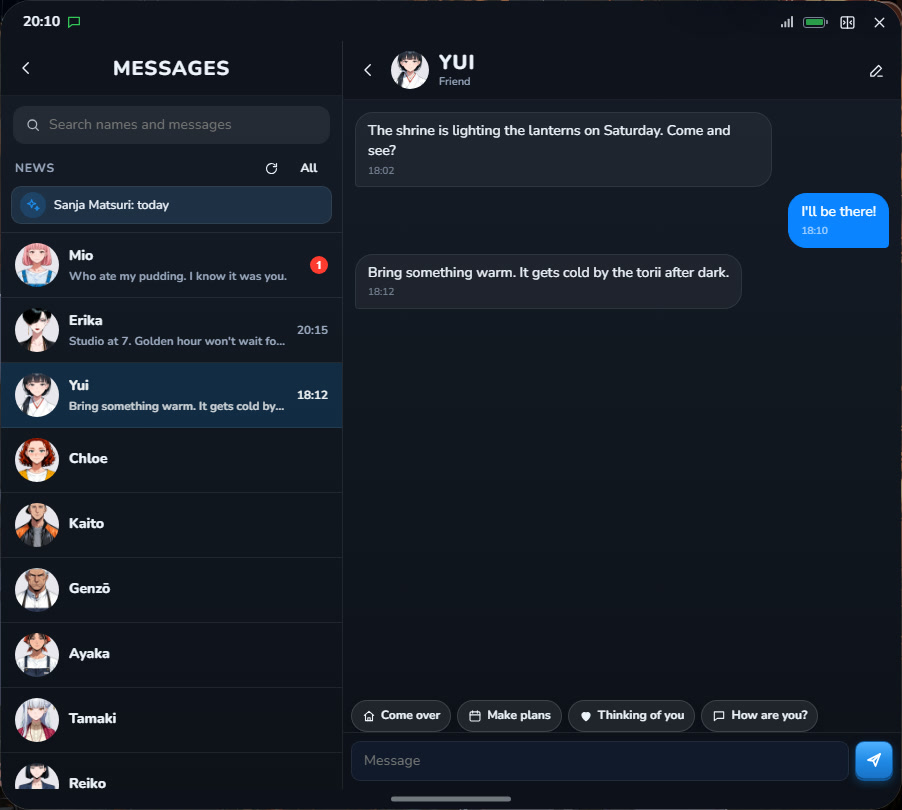 20:10
MESSAGES
Search names and messages
NEWS
All
Sanja Matsuri: today
Mio
Who ate my pudding. I know it was you.
1
Erika
Studio at 7. Golden hour won't wait fo...
20:15
Yui
Bring something warm. It gets cold by...
18:12
Chloe
Kaito
Genzō
Ayaka
Tamaki
Reiko
YUI
Friend
The shrine is lighting the lanterns on Saturday. Come and
see?
18:02
I'll be there!
18:10
Bring something warm. It gets cold by the torii after dark.
18:12
Come over
Make plans
Thinking of you
How are you?
Message